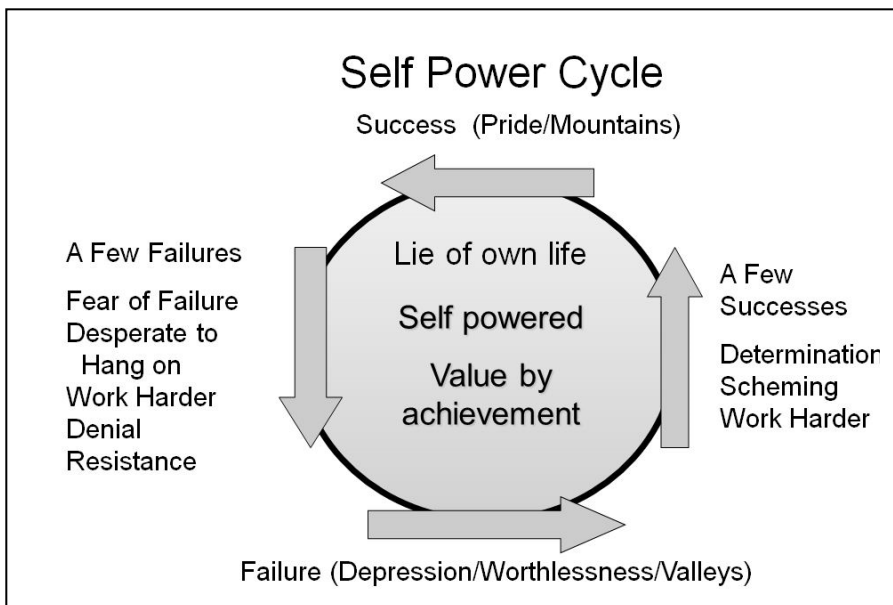 Self Power Cycle
Success (Pride/Mountains)
A Few Failures
Fear of Failure
Desperate to
Hang on
Work Harder
Denial
Resistance
Lie of own life
Self powered
Value by
achievement
A Few
Successes
Determination
Scheming
Work Harder
Failure (Depression/Worthlessness/Valleys)